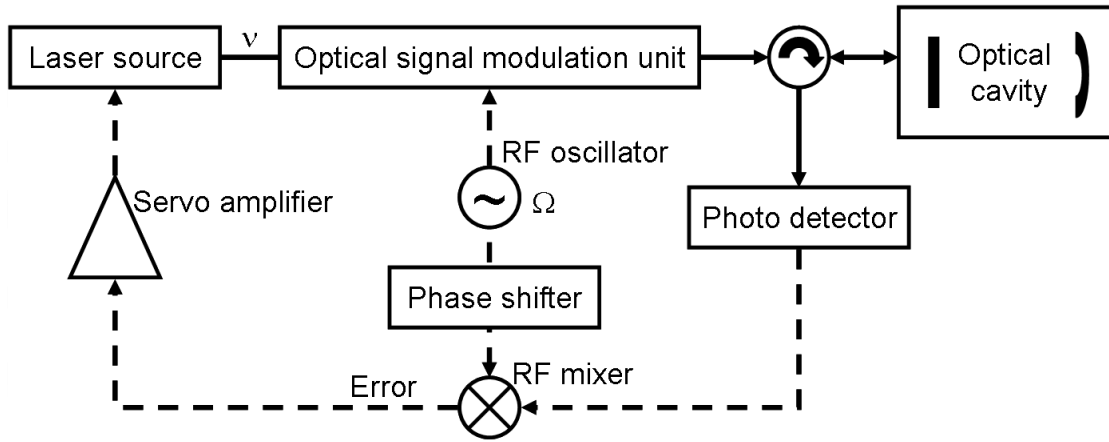 Laser source
ν
Optical signal modulation unit
Optical
cavity
RF oscillator
~
Ω
Servo amplifier
Photo detector
Phase shifter
RF mixer
Error